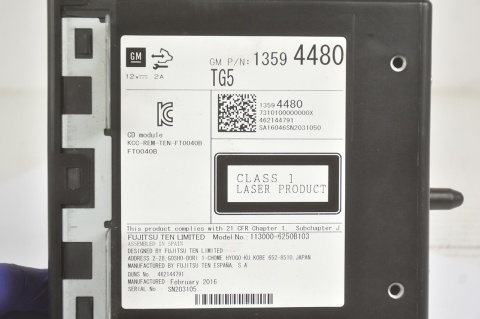 GM
GM P/N: 1359 4480
12V 2A
TG5
1359 4480
7310100000000X
462144791
SA16046SN2031050
CD module
KCC-REM-TEN-FT0040B
FT0040B
CLASS 1
LASER PRODUCT
This product complies with 21 CFR Chapter 1. Subchapter J.
FUJITSU TEN LIMITED Model No.: 113000-6250B103
ASSEMBLED IN SPAIN
DESIGNED BY FUJITSU TEN LIMITED
ADDRESS 2-28, GOSHO-DORI 1-CHOME HYOGO KU, KOBE 652-8510 JAPAN
MANUFACTURED BY FUJITSU TEN ESPANA, S A
DUNS No: 462144791
MANUFACTURED: February 2016
SERIAL No SN203105